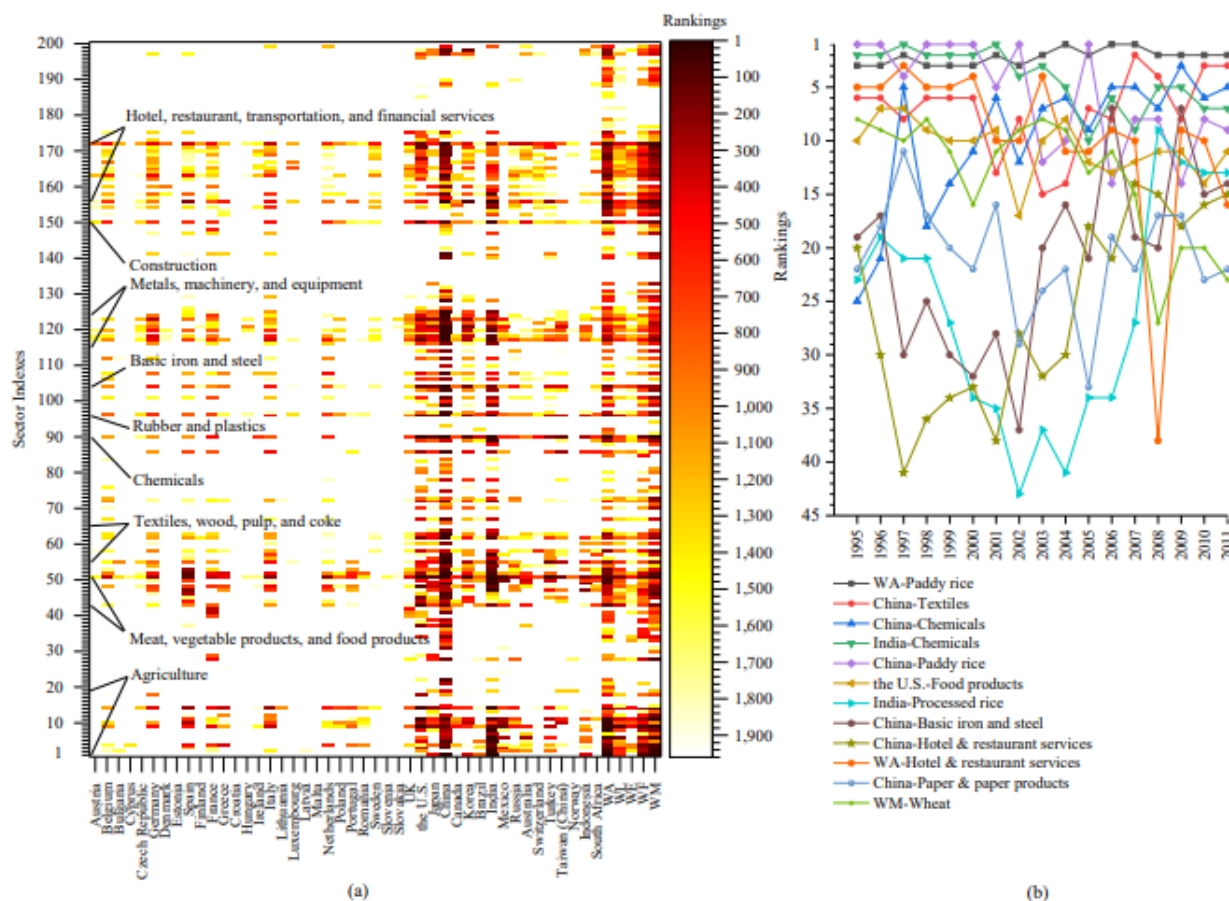 Rankings
200
190
180
170
160
150
140
130
120
110
100
90
80
70
60
50
40
30
20
10
1
Sector Indexes
Hotel, restaurant, transportation, and financial services
Construction
Metals, machinery, and equipment
Basic iron and steel
Rubber and plastics
Chemicals
Textiles, wood, pulp, and coke
Meat, vegetable products, and food products
Agriculture
1
100
200
300
400
500
600
700
800
900
1,000
1,100
1,200
1,300
1,400
1,500
1,600
1,700
1,800
1,900
Austria
Belgium
Bulgaria
Cyprus
Czech Republic
Germany
Denmark
Estonia
Spain
Finland
France
Greece
Croatia
Hungary
Ireland
Italy
Lithuania
Luxembourg
Latvia
Malta
Netherlands
Poland
Portugal
Romalia
Sweden
Slovenia
Slovakia
UK
the U.S.
Japan
China
Canada
Korea
Brazil
India
Mexico
Russia
Australia
Switzerland
Turkey
Taiwan (China)
Norway
Indonesia
South Africa
WA
WL
WE
WF
WM
(a)
Rankings
1
5
10
15
20
25
30
35
40
45
1995
1996
1997
1998
1999
2000
2001
2002
2003
2004
2005
2006
2007
2008
2009
2010
2011
WA-Paddy rice
China-Textiles
China-Chemicals
India-Chemicals
China-Paddy rice
the U.S.-Food products
India-Processed rice
China-Basic iron and steel
China-Hotel & restaurant services
WA-Hotel & restaurant services
China-Paper & paper products
WM-Wheat
(b)